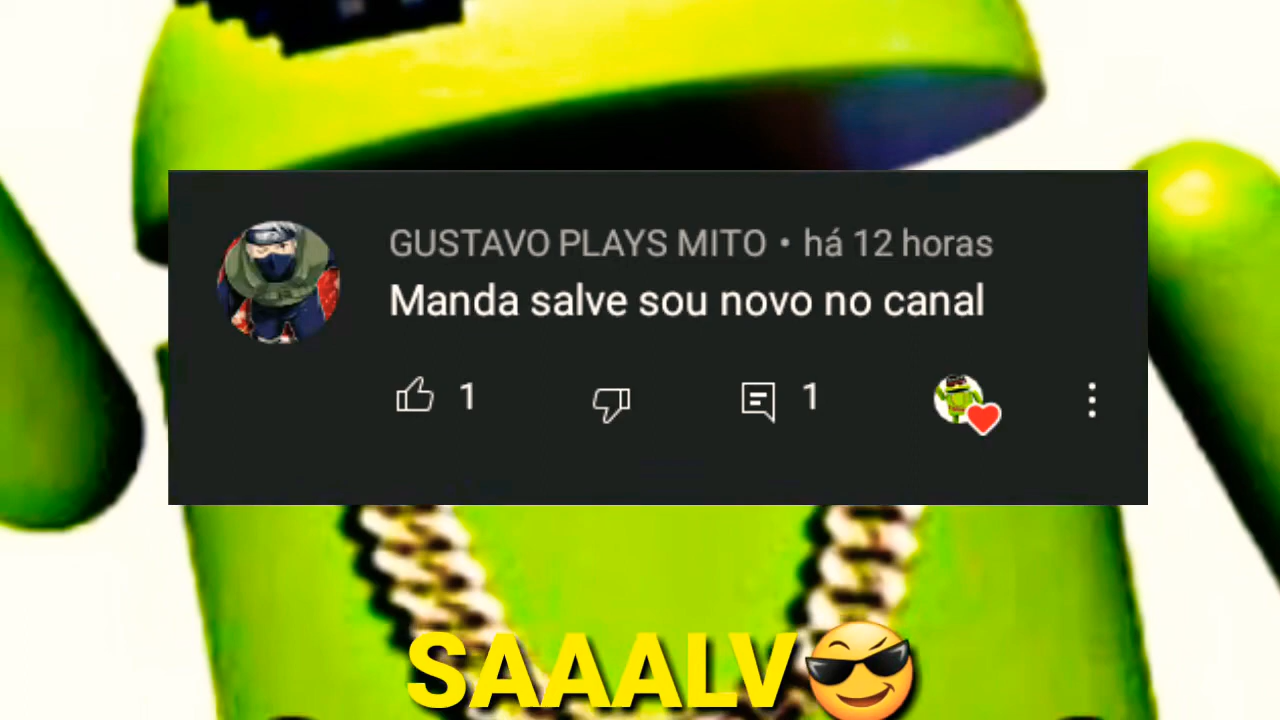 GUSTAVO PLAYS MITO • há 12 horas
Manda salve sou novo no canal
1 1
SAAALV😎